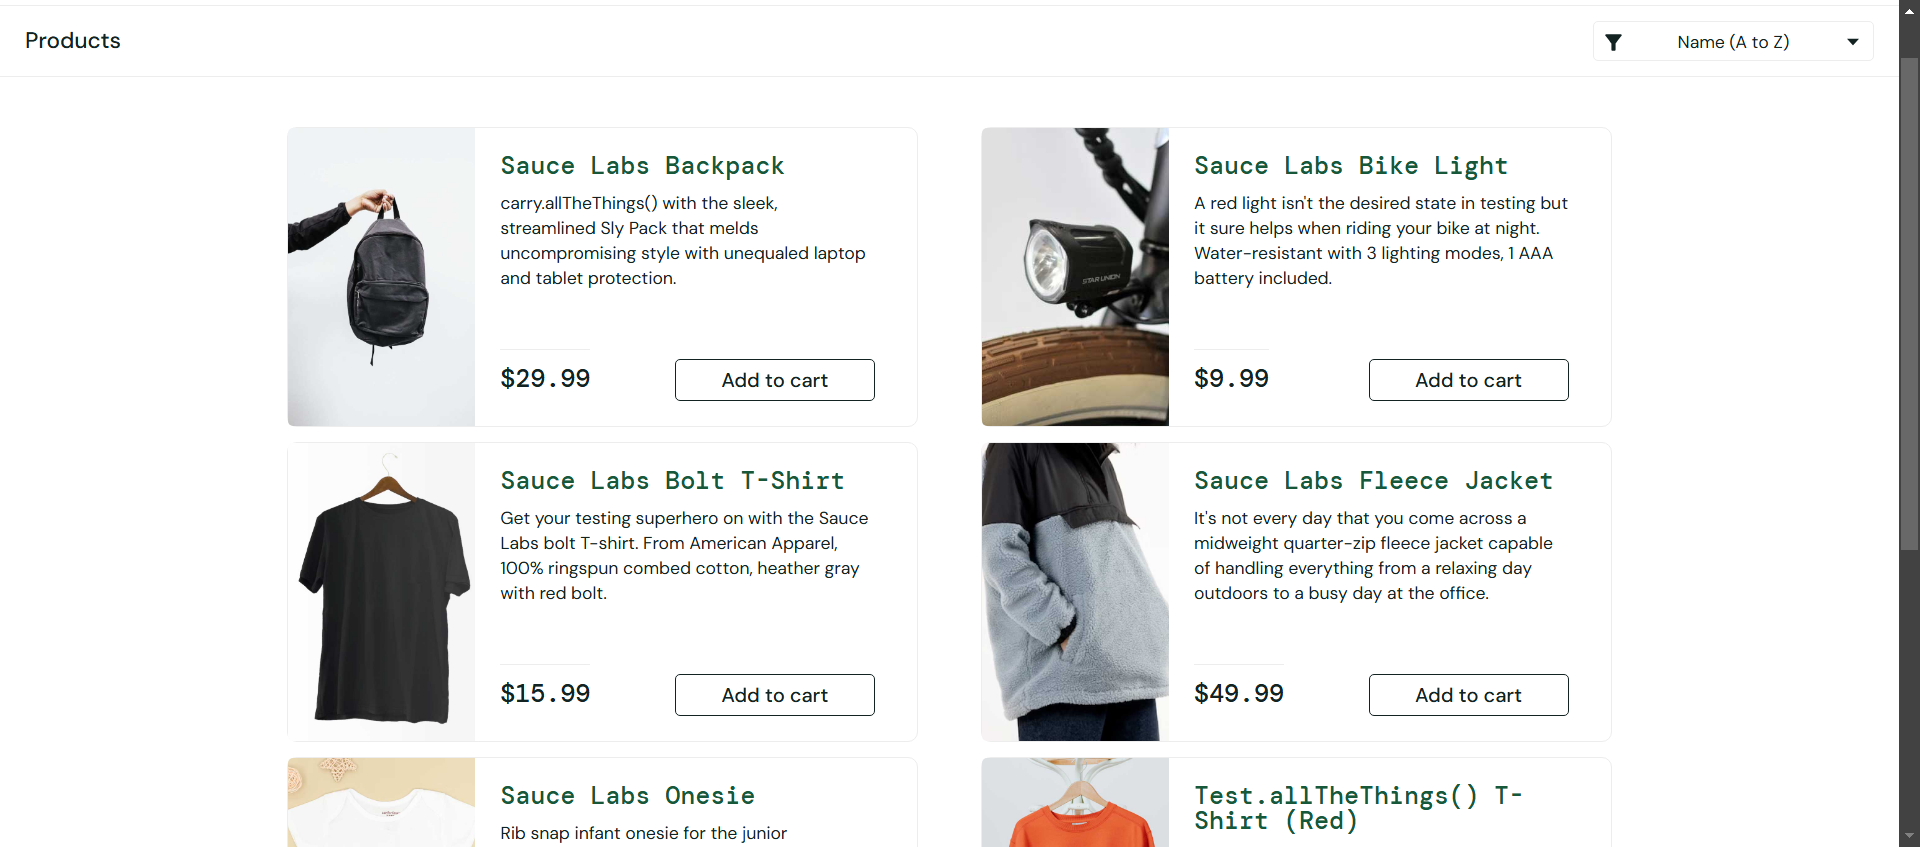 Products
Name (A to Z)
Sauce Labs Backpack
carry.allTheThings() with the sleek,
streamlined Sly Pack that melds
uncompromising style with unequaled laptop
and tablet protection.
$29.99
Add to cart
Sauce Labs Bike Light
A red light isn't the desired state in testing but
it sure helps when riding your bike at night.
Water-resistant with 3 lighting modes, 1 AAA
battery included.
STAR UNION
$9.99
Add to cart
Sauce Labs Bolt T-Shirt
Get your testing superhero on with the Sauce
Labs bolt T-shirt. From American Apparel,
100% ringspun combed cotton, heather gray
with red bolt.
$15.99
Add to cart
Sauce Labs Fleece Jacket
It's not every day that you come across a
midweight quarter-zip fleece jacket capable
of handling everything from a relaxing day
outdoors to a busy day at the office.
$49.99
Add to cart
Sauce Labs Onesie
Rib snap infant onesie for the junior
Test.allTheThings() T-
Shirt (Red)